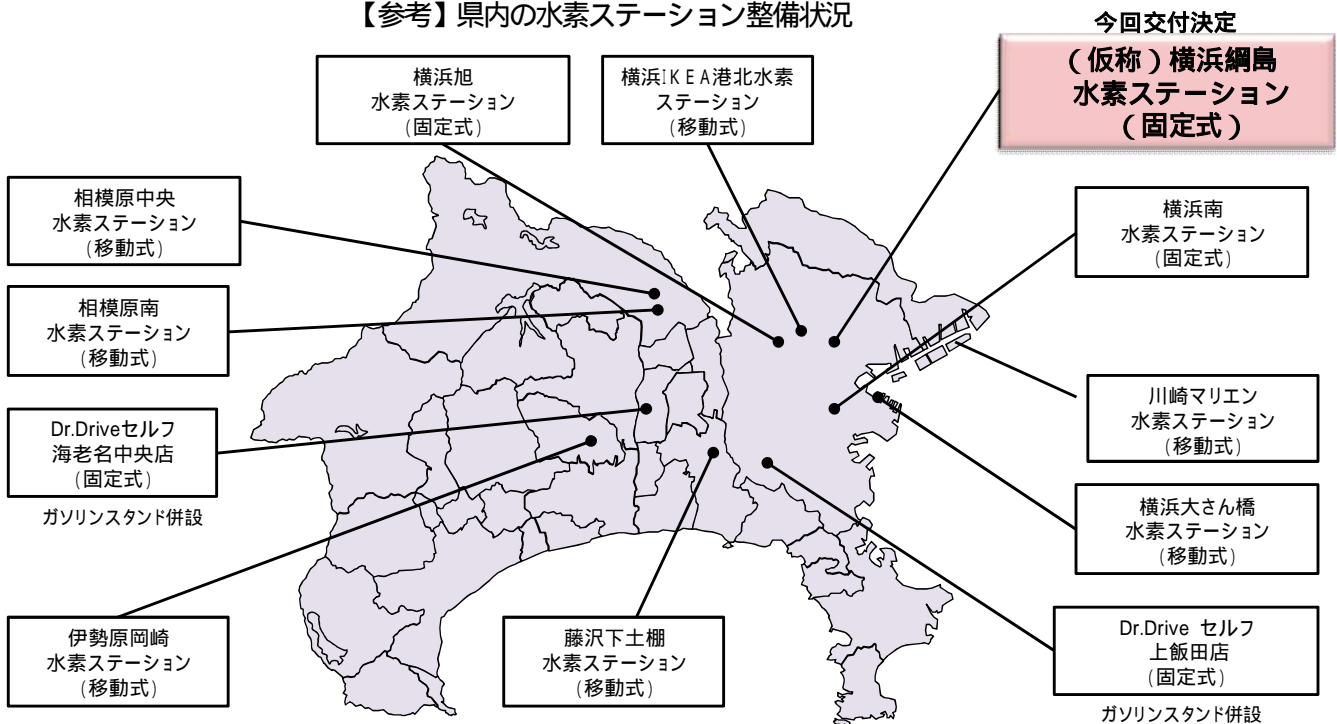 【参考】県内の水素ステーション整備状況
今回交付決定
（仮称）横浜綱島
水素ステーション
（固定式）
横浜旭
水素ステーション
(固定式)
横浜IKEA港北水素
ステーション
(移動式)
相模原中央
水素ステーション
(移動式)
横浜南
水素ステーション
(固定式)
相模原南
水素ステーション
(移動式)
川崎マリエン
水素ステーション
(移動式)
Dr.Driveセルフ
海老名中央店
(固定式)
ガソリンスタンド併設
横浜大さん橋
水素ステーション
(移動式)
伊勢原岡崎
水素ステーション
(移動式)
藤沢下土棚
水素ステーション
(移動式)
Dr.Drive セルフ
上飯田店
(固定式)
ガソリンスタンド併設